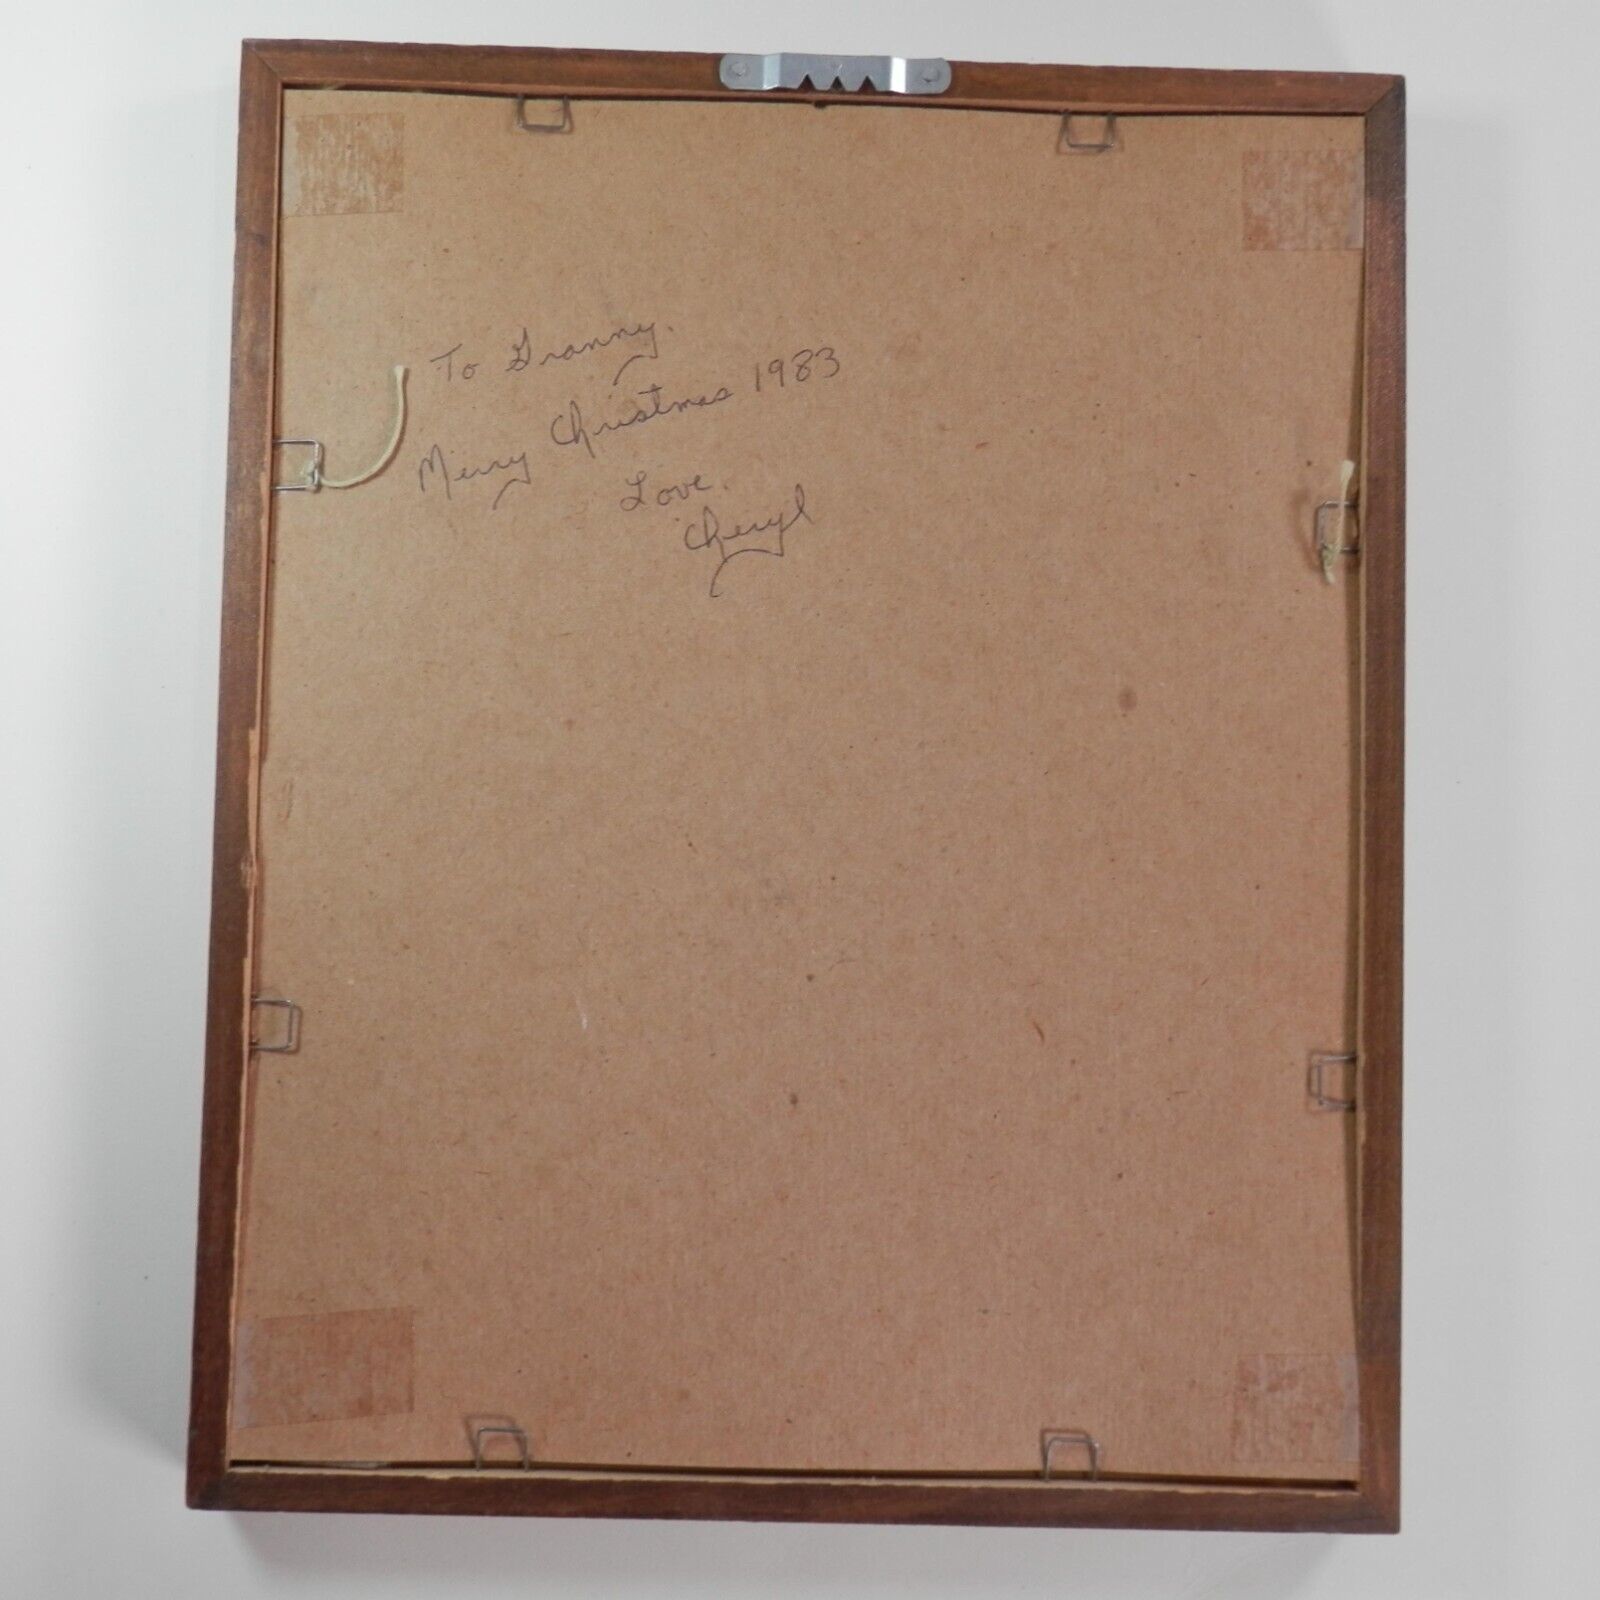 To Granny.
Merry Christmas 1983
Love,
Cheryl